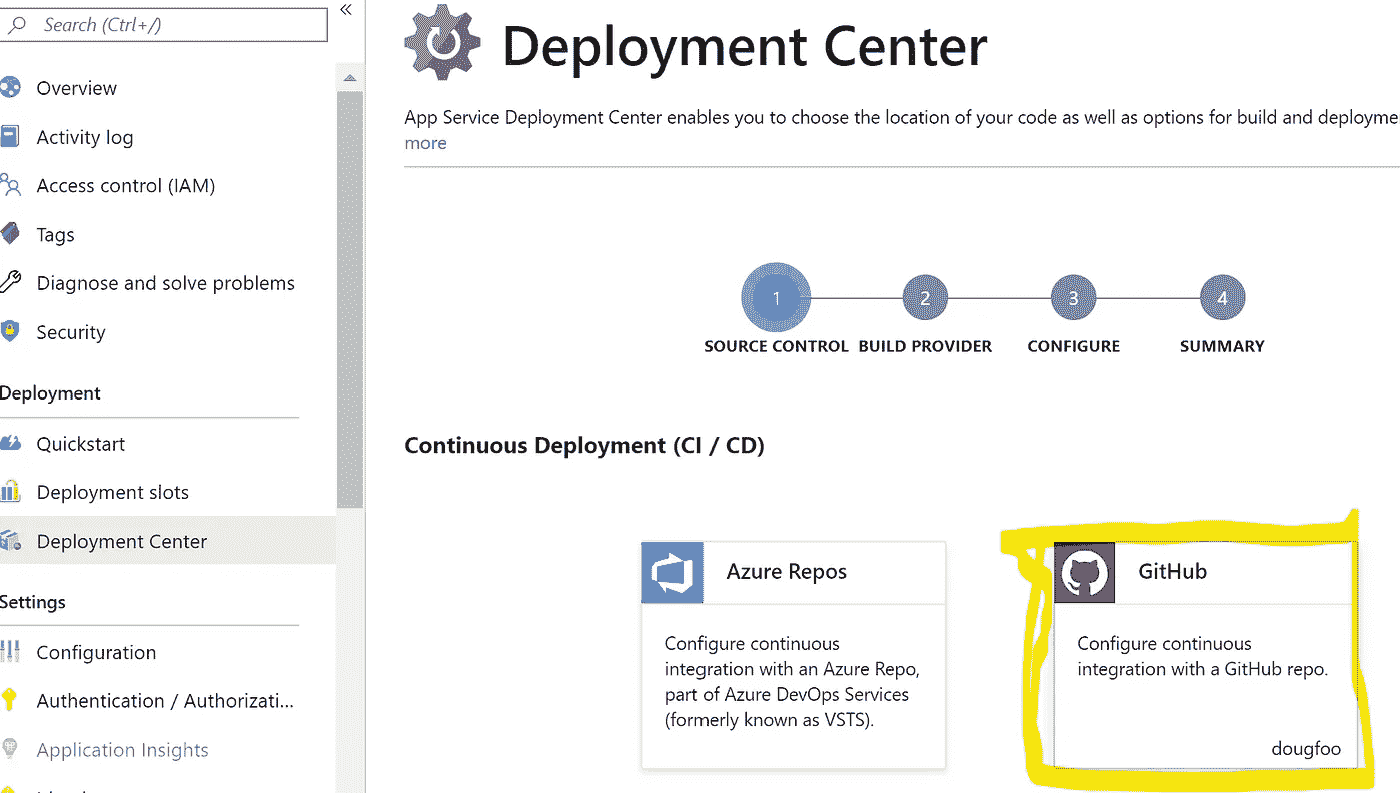 Search (Ctrl+/)
Overview
Activity log
Access control (IAM)
Tags
Diagnose and solve problems
Security
Deployment
Quickstart
Deployment slots
Deployment Center
Settings
Configuration
Authentication / Authorizati...
Application Insights
Deployment Center
App Service Deployment Center enables you to choose the location of your code as well as options for build and deployme
more
1
2
3
4
SOURCE CONTROL
BUILD PROVIDER
CONFIGURE
SUMMARY
Continuous Deployment (CI / CD)
Azure Repos
Configure continuous
integration with an Azure Repo,
part of Azure DevOps Services
(formerly known as VSTS).
GitHub
Configure continuous
integration with a GitHub repo.
dougfoo